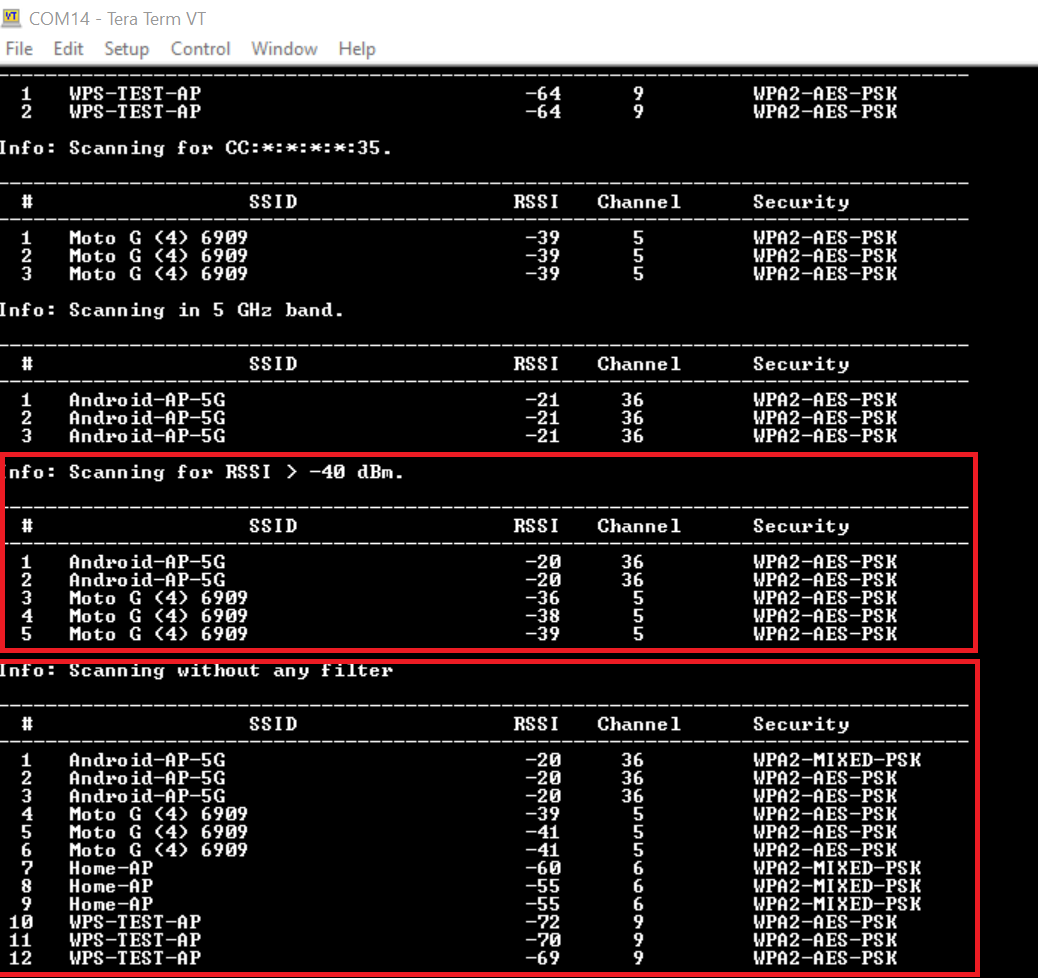 VT COM14 - Tera Term VT
File Edit Setup Control Window Help
1 WPS-TEST-AP -64 9 WPA2-AES-PSK
2 WPS-TEST-AP -64 9 WPA2-AES-PSK
Info: Scanning for CC:*:*:*:*:35.
# SSID RSSI Channel Security
1 Moto G (4) 6909 -39 5 WPA2-AES-PSK
2 Moto G (4) 6909 -39 5 WPA2-AES-PSK
3 Moto G (4) 6909 -39 5 WPA2-AES-PSK
Info: Scanning in 5 GHz band.
# SSID RSSI Channel Security
1 Android-AP-5G -21 36 WPA2-AES-PSK
2 Android-AP-5G -21 36 WPA2-AES-PSK
3 Android-AP-5G -21 36 WPA2-AES-PSK
nfo: Scanning for RSSI > -40 dBm.
# SSID RSSI Channel Security
1 Android-AP-5G -20 36 WPA2-AES-PSK
2 Android-AP-5G -20 36 WPA2-AES-PSK
3 Moto G (4) 6909 -36 5 WPA2-AES-PSK
4 Moto G (4) 6909 -38 5 WPA2-AES-PSK
5 Moto G (4) 6909 -39 5 WPA2-AES-PSK
Info: Scanning without any filter
# SSID RSSI Channel Security
1 Android-AP-5G -20 36 WPA2-MIXED-PSK
2 Android-AP-5G -20 36 WPA2-AES-PSK
3 Android-AP-5G -20 36 WPA2-AES-PSK
4 Moto G (4) 6909 -39 5 WPA2-AES-PSK
5 Moto G (4) 6909 -41 5 WPA2-AES-PSK
6 Moto G (4) 6909 -41 5 WPA2-AES-PSK
7 Home-AP -60 6 WPA2-MIXED-PSK
8 Home-AP -55 6 WPA2-MIXED-PSK
9 Home-AP -55 6 WPA2-MIXED-PSK
10 WPS-TEST-AP -72 9 WPA2-AES-PSK
11 WPS-TEST-AP -70 9 WPA2-AES-PSK
12 WPS-TEST-AP -69 9 WPA2-AES-PSK